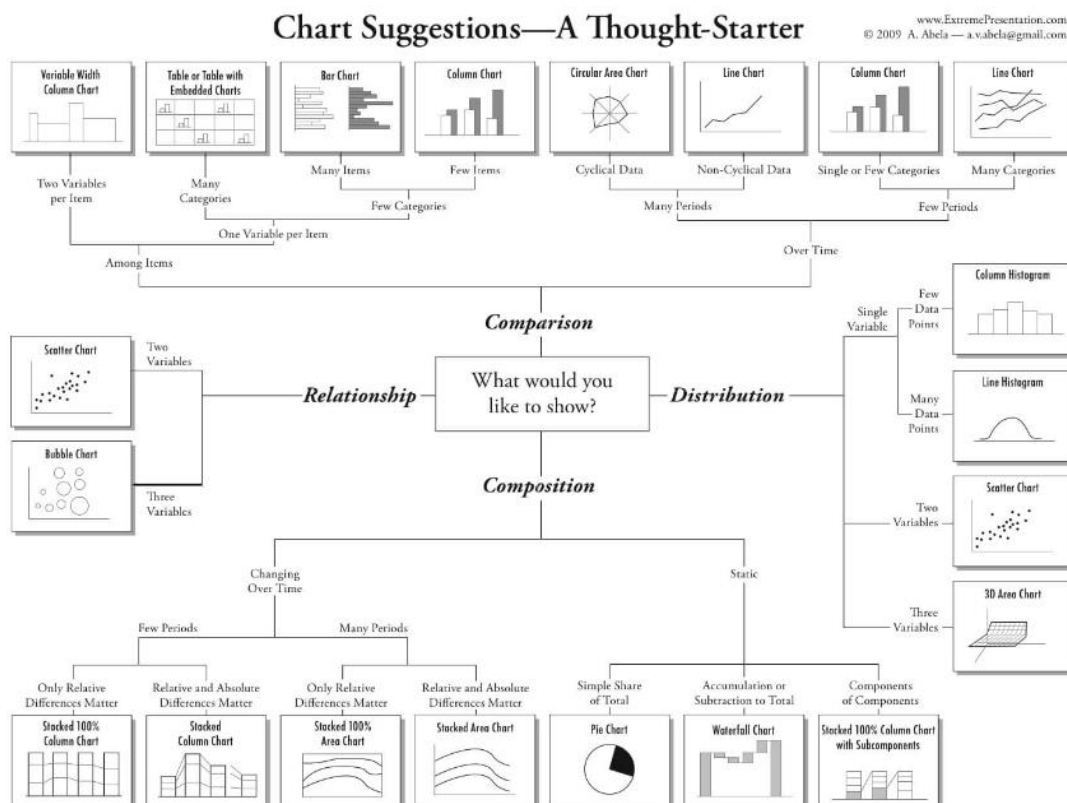 Chart Suggestions—A Thought-Starter
www.ExtremePresentation.com
© 2009 A. Abela — a.v.abela@gmail.com
Variable Width
Column Chart
Table or Table with
Embedded Charts
Bar Chart
Column Chart
Circular Area Chart
Line Chart
Column Chart
Line Chart
Two Variables
per Item
Many
Categories
Many Items
Few Items
Cyclical Data
Non-Cyclical Data
Single or Few Categories
Many Categories
Few Categories
Many Periods
Few Periods
One Variable per Item
Among Items
Over Time
Comparison
What would you
like to show?
Relationship
Two
Variables
Scatter Chart
Bubble Chart
Three
Variables
Distribution
Single
Variable
Few
Data
Points
Column Histogram
Many
Data
Points
Line Histogram
Two
Variables
Scatter Chart
Three
Variables
3D Area Chart
Composition
Changing
Over Time
Static
Few Periods
Many Periods
Only Relative
Differences Matter
Relative and Absolute
Differences Matter
Only Relative
Differences Matter
Relative and Absolute
Differences Matter
Simple Share
of Total
Accumulation or
Subtraction to Total
Components
of Components
Stacked 100%
Column Chart
Stacked
Column Chart
Stacked 100%
Area Chart
Stacked Area Chart
Pie Chart
Waterfall Chart
Stacked 100% Column Chart
with Subcomponents